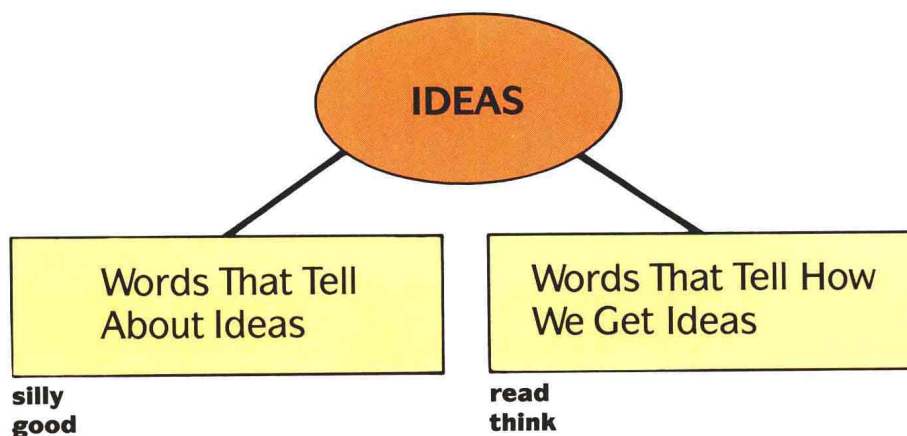 IDEAS
Words That Tell
About Ideas
silly
good
Words That Tell How
We Get Ideas
read
think